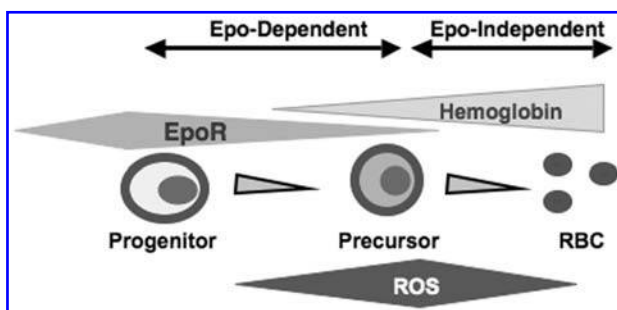 Epo-Dependent Epo-Independent
Hemoglobin
EpoR
Progenitor Precursor RBC
ROS